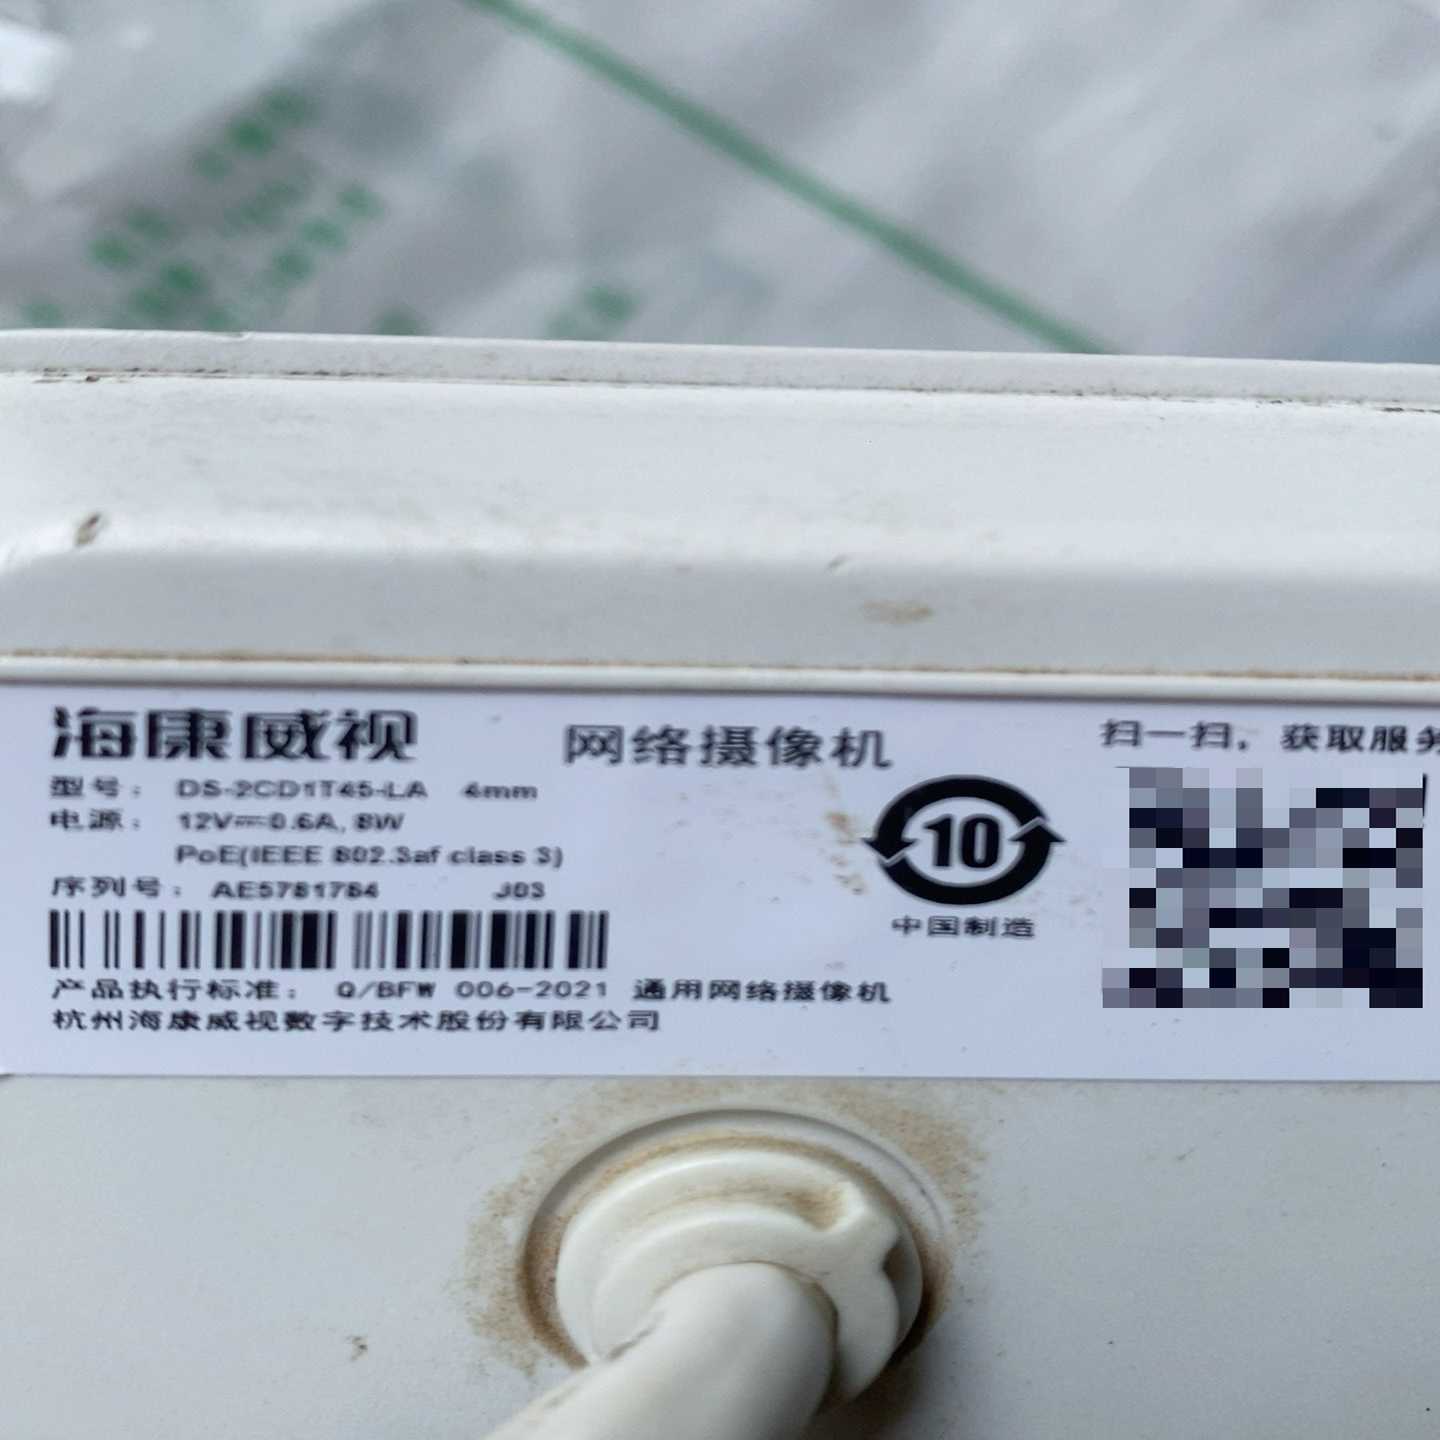 海康威视
网络摄像机
扫一扫，获取服务
型号： DS-2CD1T45-LA 4mm
电源： 12V⎓0.6A, 8W
PoE(IEEE 802.3af class 3)
序列号： AE5781784 J03
10
中国制造
产品执行标准： Q/BFW 006-2021 通用网络摄像机
杭州海康威视数字技术股份有限公司